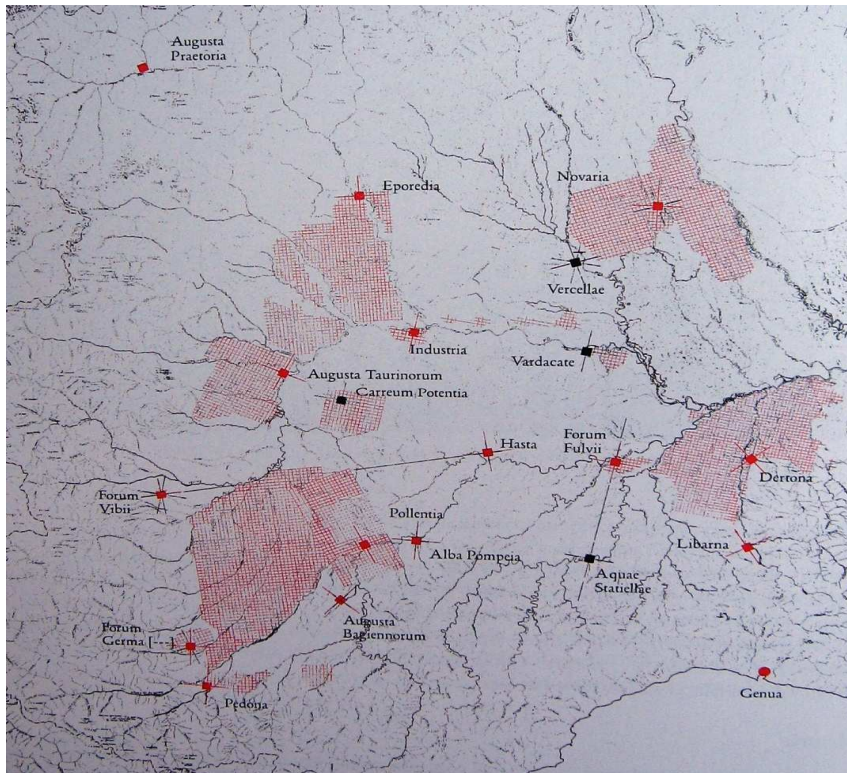 Augusta
Praetoria
Eporedia
Novaria
Vercellae
Industria
Vardacate
Augusta Taurinorum
Carreum Potentia
Hasta
Forum
Fulvii
Dertona
Forum
Vibii
Pollentia
Alba Pompeia
Libarna
Aquae
Statiellae
Augusta
Bagiennorum
Forum
Germa [---]
Pedona
Genua